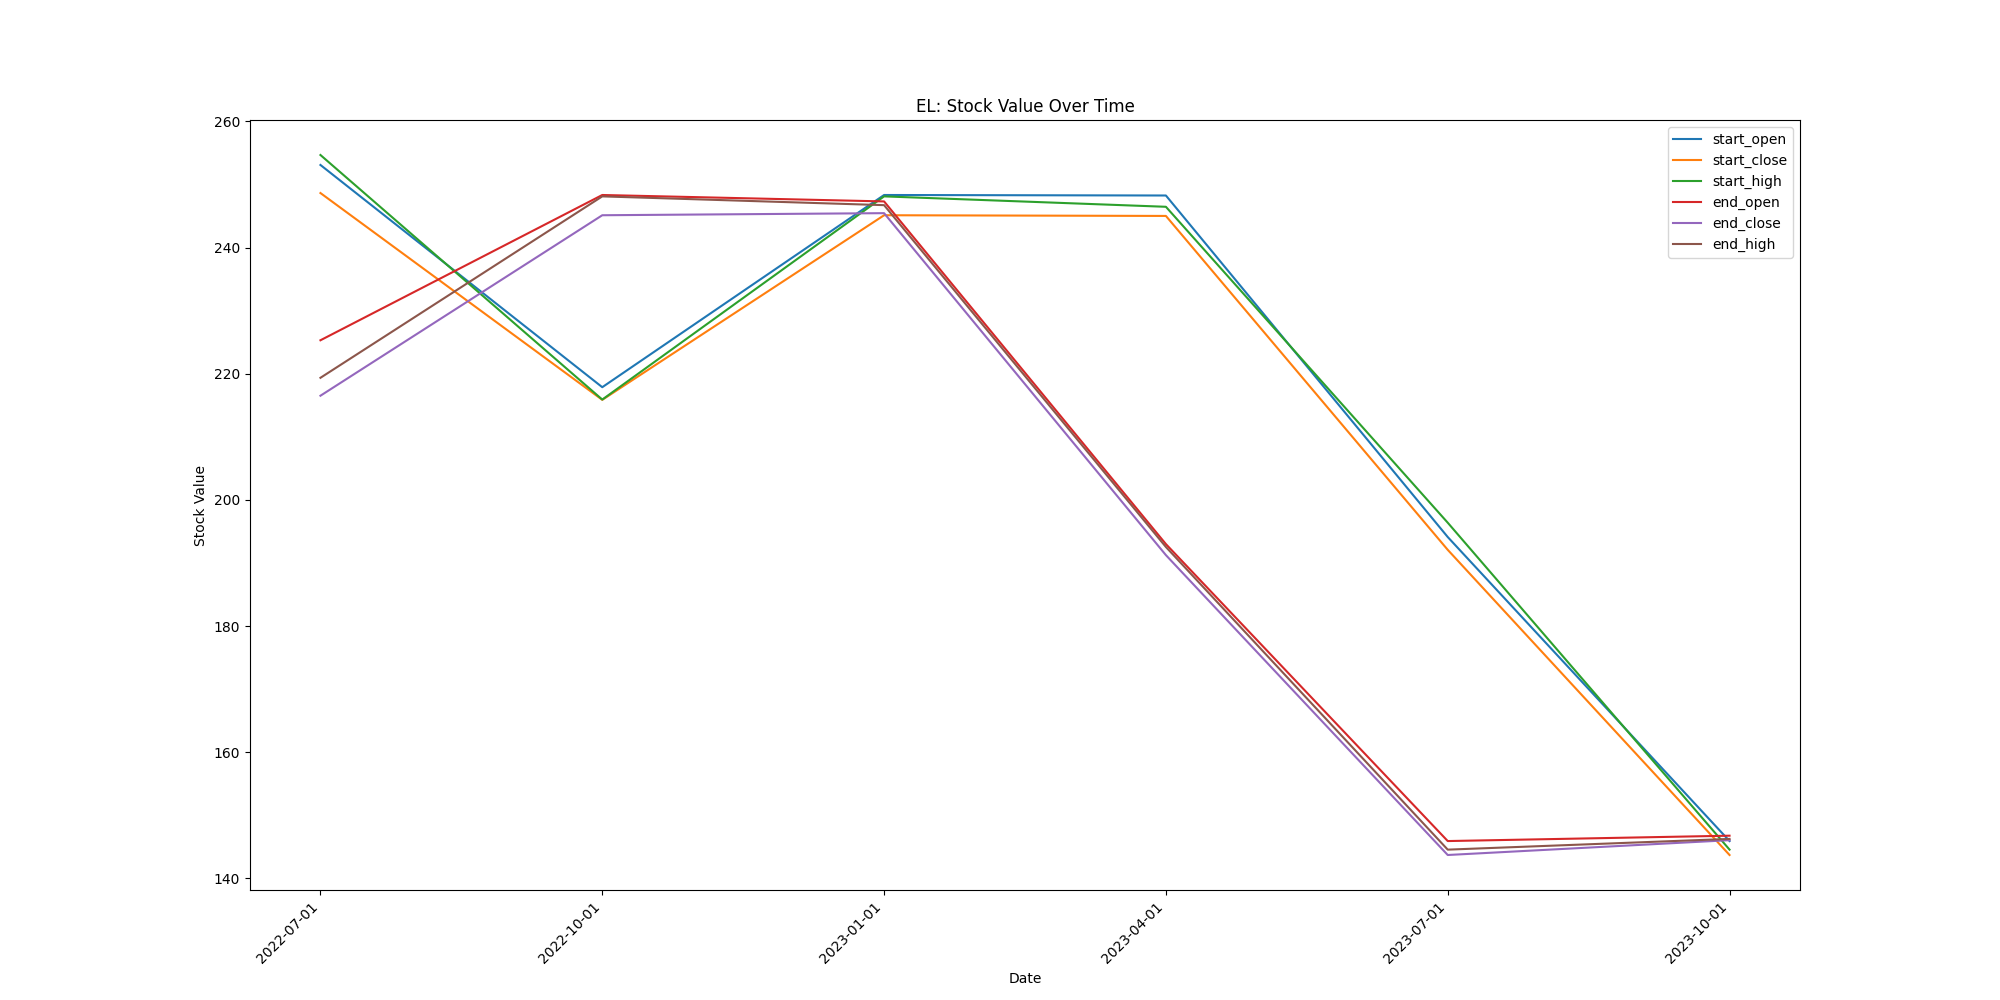 EL: Stock Value Over Time
260
240
220
200
180
160
140
Stock Value
start_open
start_close
start_high
end_open
end_close
end_high
2022-07-01
2022-10-01
2023-01-01
2023-04-01
2023-07-01
2023-10-01
Date